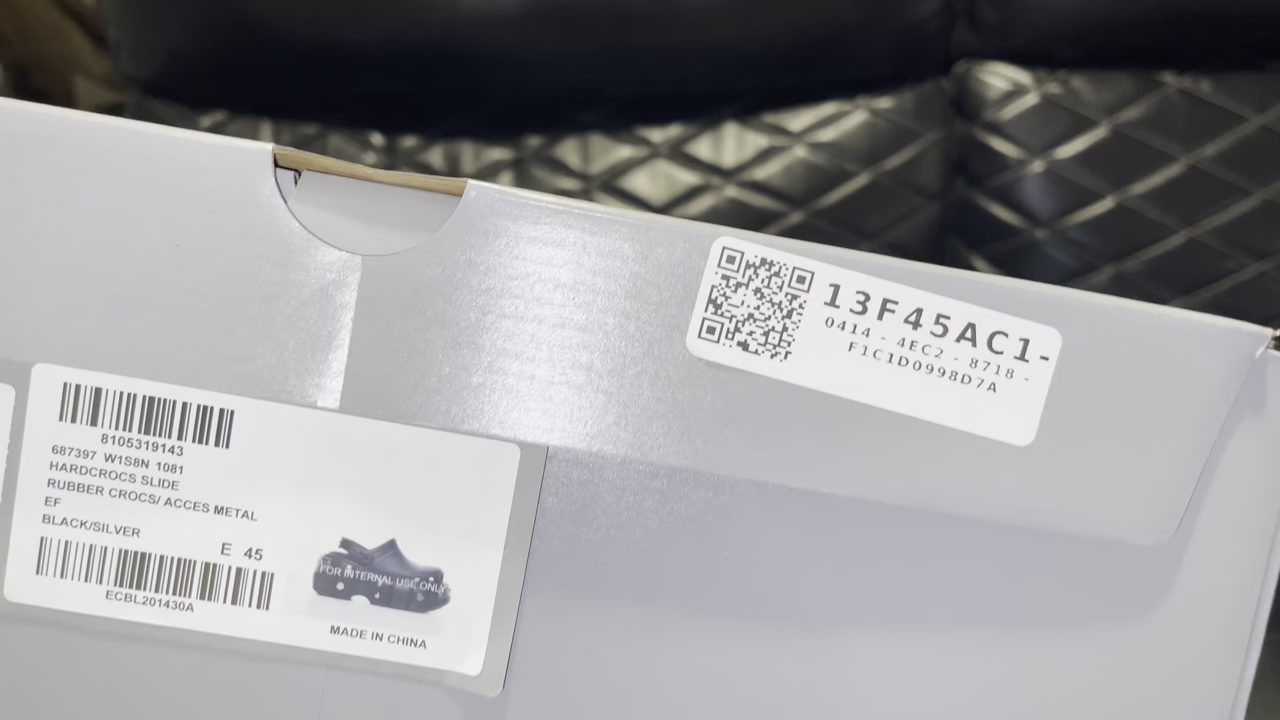 13F45AC1-
0414 - 4EC2 - 8718 -
F1C1D0998D7A
8105319143
687397 W1S8N 1081
HARDCROCS SLIDE
RUBBER CROCS/ ACCES METAL
EF
BLACK/SILVER
E 45
ECBL201430A
FOR INTERNAL USE ONLY
MADE IN CHINA